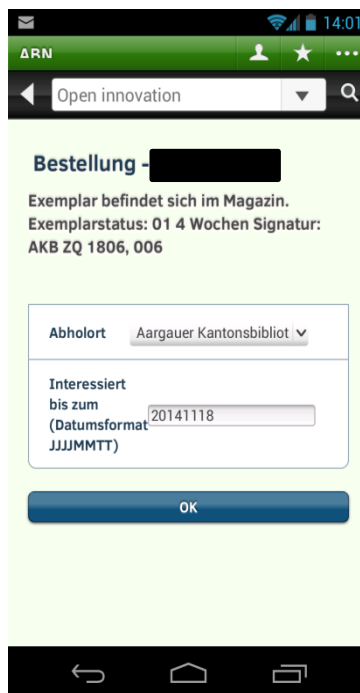 14:01
ARN
Open innovation
Bestellung -
Exemplar befindet sich im Magazin.
Exemplarstatus: 01 4 Wochen Signatur:
AKB ZQ 1806, 006
Abholort Aargauer Kantonsbibliot
Interessiert
bis zum
(Datumsformat 20141118
JJJJMMTT)
OK